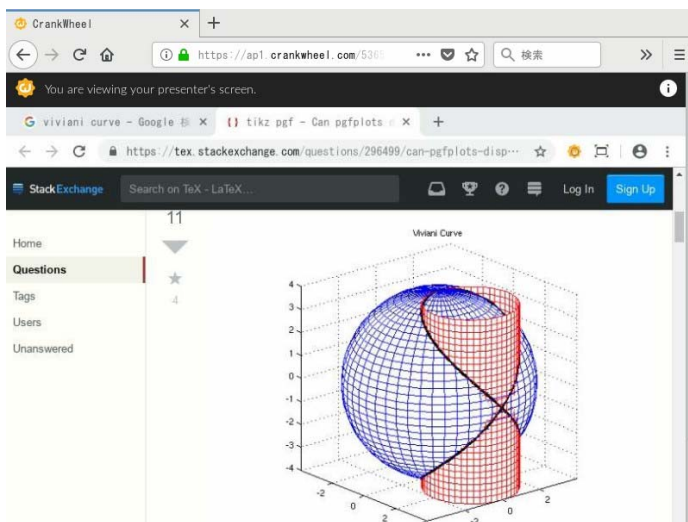 CrankWheel
https://ap1.crankwheel.com/5365
検索
You are viewing your presenter's screen.
viviani curve - Google 検
tikz pgf - Can pgfplots d
https://tex.stackexchange.com/questions/296499/can-pgfplots-disp…
StackExchange
Search on TeX - LaTeX…
Log In
Sign Up
11
4
Home
Questions
Tags
Users
Unanswered
Viviani Curve
4
3
2
1
0
-1
-2
-3
-4
-2
0
2
-2
0
2